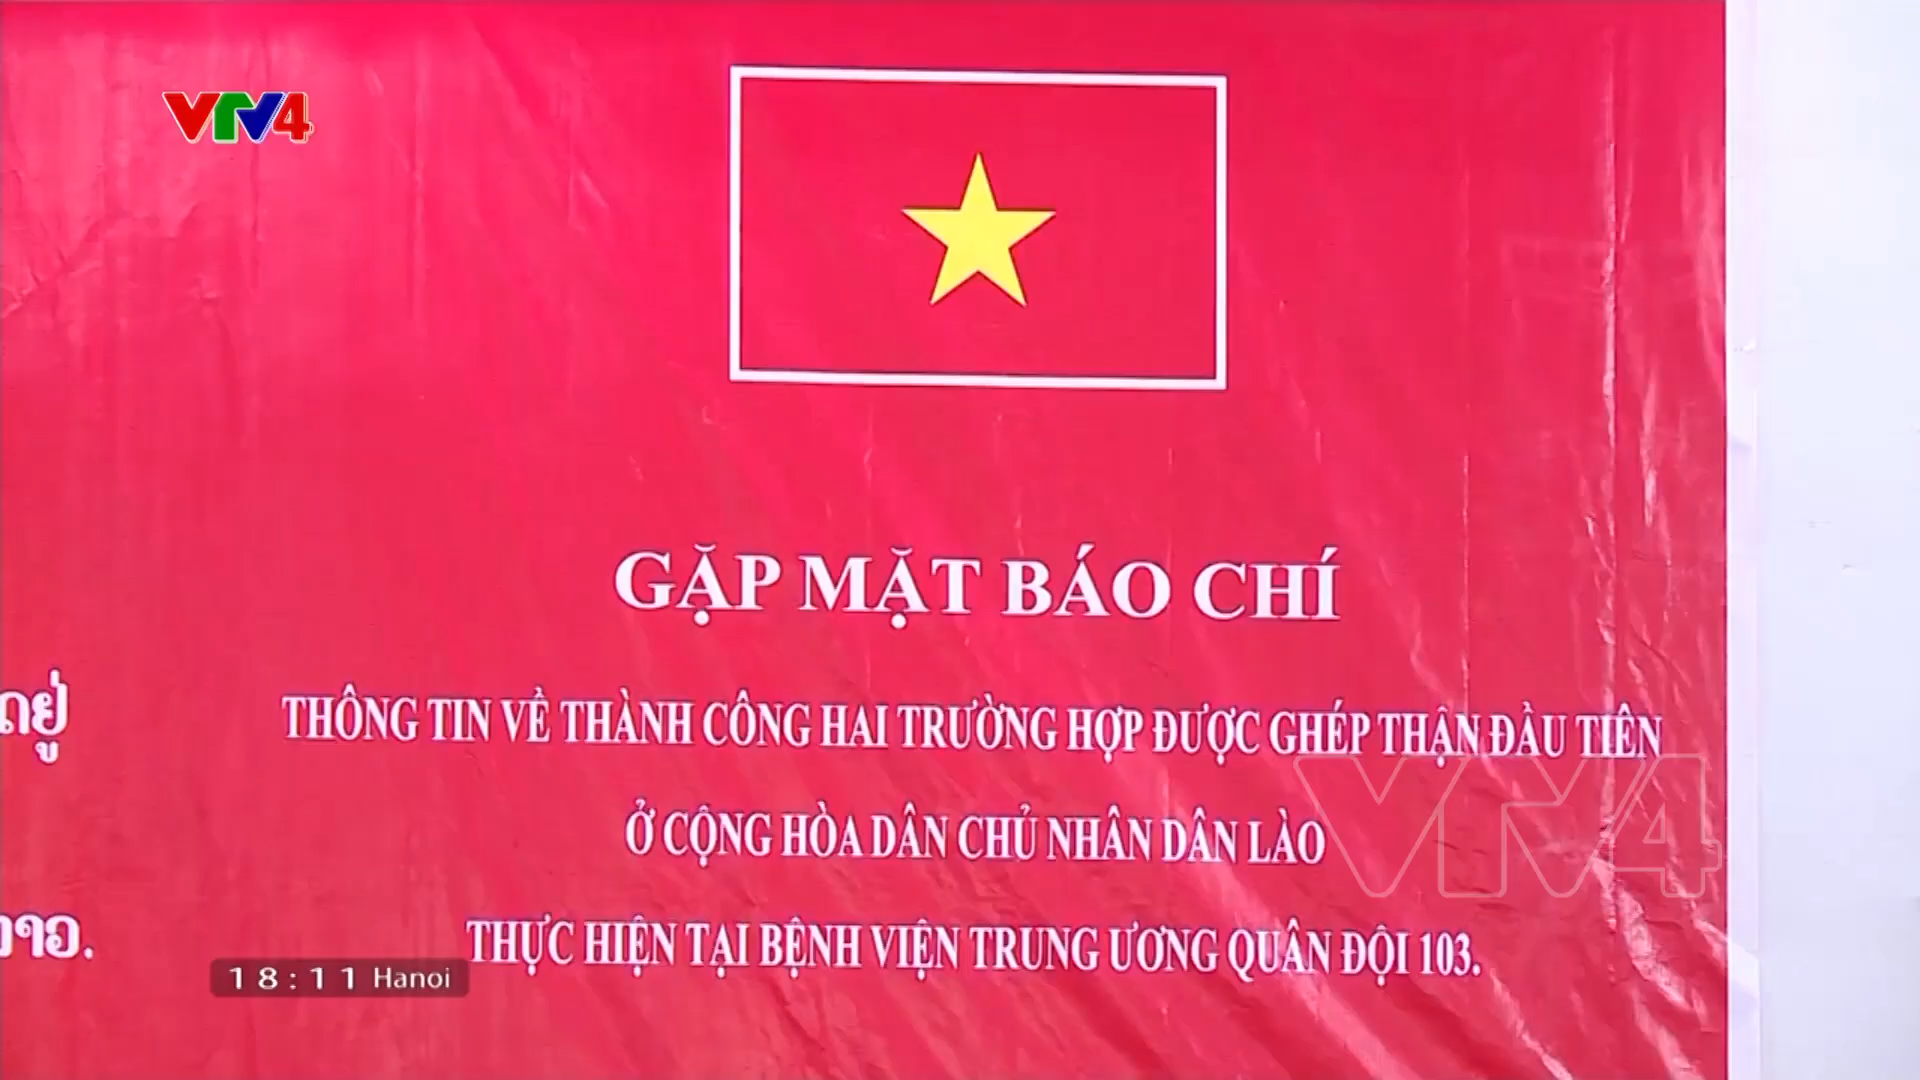 VTV4
GẶP MẶT BÁO CHÍ
THÔNG TIN VỀ THÀNH CÔNG HAI TRƯỜNG HỢP ĐƯỢC GHÉP THẬN ĐẦU TIÊN
Ở CỘNG HÒA DÂN CHỦ NHÂN DÂN LÀO
THỰC HIỆN TẠI BỆNH VIỆN TRUNG ƯƠNG QUÂN ĐỘI 103.
VTV4
18:11 Hanoi